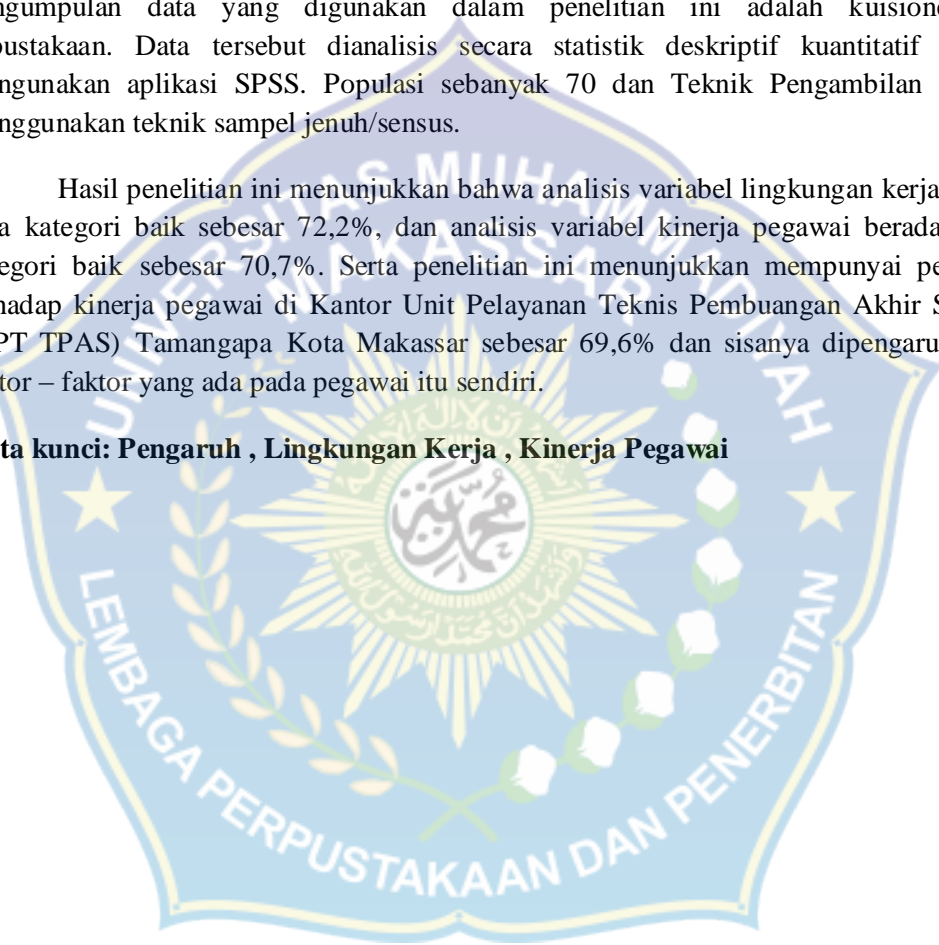 ngumpulan data yang digunakan dalam penelitian ini adalah kuisione
pustakaan. Data tersebut dianalisis secara statistik deskriptif kuantitatif
ngunakan aplikasi SPSS. Populasi sebanyak 70 dan Teknik Pengambilan
nggunakan teknik sampel jenuh/sensus.
Hasil penelitian ini menunjukkan bahwa analisis variabel lingkungan kerja
a kategori baik sebesar 72,2%, dan analisis variabel kinerja pegawai berada
egori baik sebesar 70,7%. Serta penelitian ini menunjukkan mempunyai pe
hadap kinerja pegawai di Kantor Unit Pelayanan Teknis Pembuangan Akhir S
PT TPAS) Tamangapa Kota Makassar sebesar 69,6% dan sisanya dipengaru
tor – faktor yang ada pada pegawai itu sendiri.
ta kunci: Pengaruh , Lingkungan Kerja , Kinerja Pegawai
UNIVERSITAS MUHAMMADIYAH
MAKASSAR
LEMBAGA PERPUSTAKAAN DAN PENERBITAN